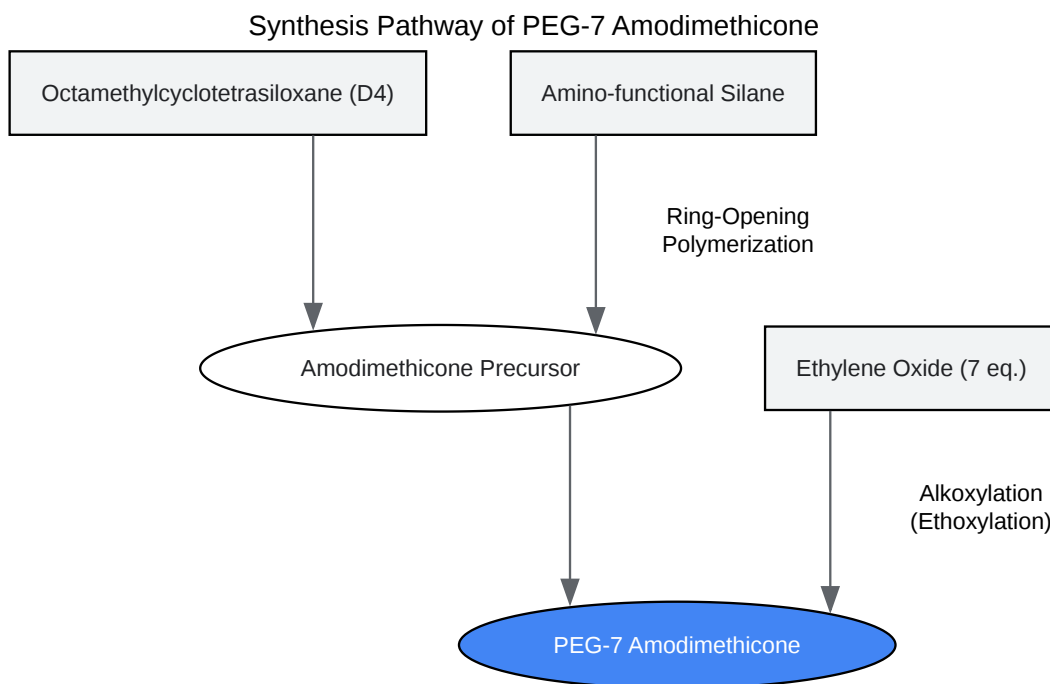 Synthesis Pathway of PEG-7 Amodimethicone
Octamethylcyclotetrasiloxane (D4)
Amino-functional Silane
Ring-Opening
Polymerization
Amodimethicone Precursor
Ethylene Oxide (7 eq.)
Alkoxylation
(Ethoxylation)
PEG-7 Amodimethicone